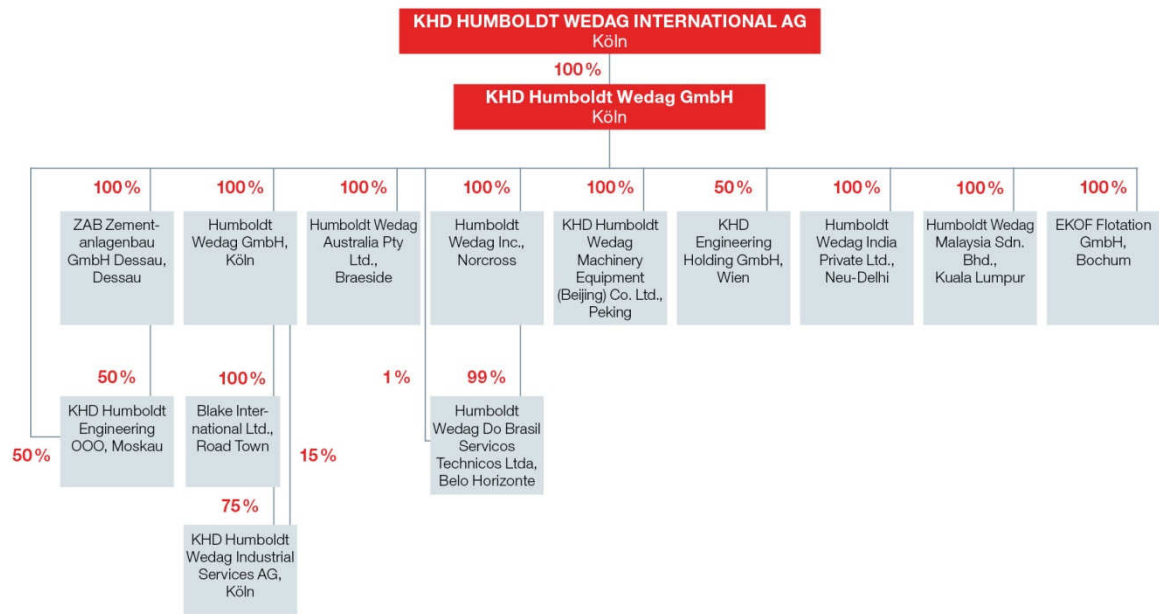 KHD HUMBOLDT WEDAG INTERNATIONAL AG
Köln
100 %
KHD Humboldt Wedag GmbH
Köln
100 %
100 %
100 %
100 %
100 %
50 %
100 %
100 %
100 %
ZAB Zement-
anlagenbau
GmbH Dessau,
Dessau
Humboldt
Wedag GmbH,
Köln
Humboldt Wedag
Australia Pty
Ltd.,
Braeside
Humboldt
Wedag Inc.,
Norcross
KHD Humboldt
Wedag
Machinery
Equipment
(Beijing) Co. Ltd.,
Peking
KHD
Engineering
Holding GmbH,
Wien
Humboldt
Wedag India
Private Ltd.,
Neu-Delhi
Humboldt Wedag
Malaysia Sdn.
Bhd.,
Kuala Lumpur
EKOF Flotation
GmbH,
Bochum
50 %
100 %
1 %
99 %
KHD Humboldt
Engineering
OOO, Moskau
Blake Inter-
national Ltd.,
Road Town
Humboldt
Wedag Do Brasil
Servicos
Technicos Ltda,
Belo Horizonte
50 %
15 %
75 %
KHD Humboldt
Wedag Industrial
Services AG,
Köln